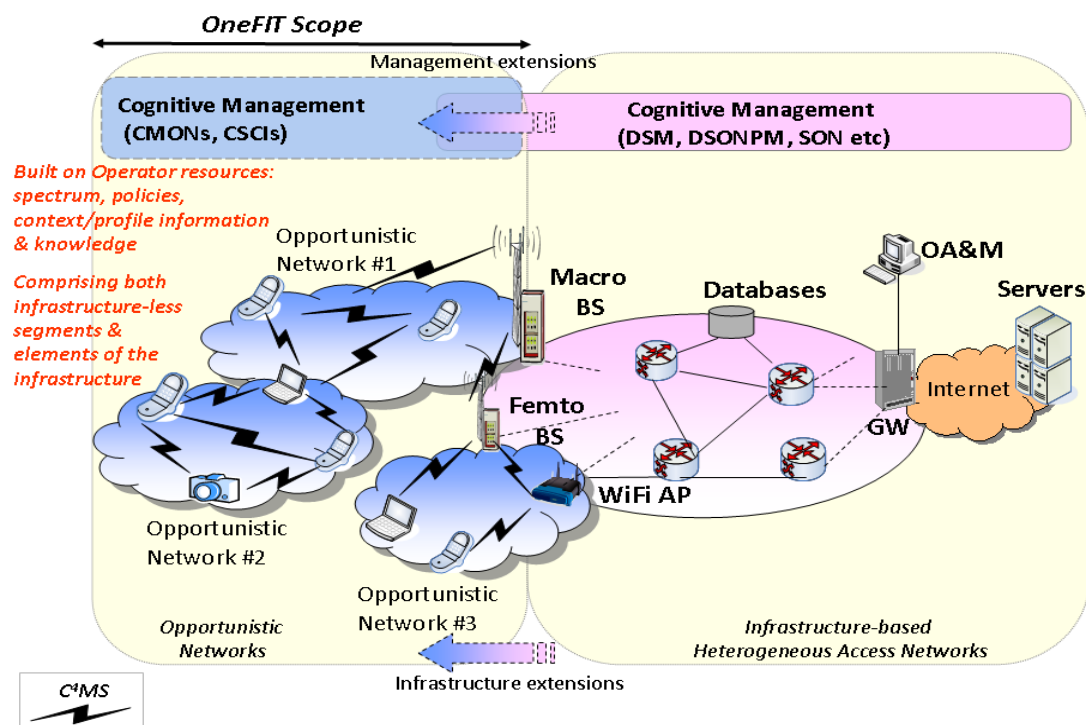 OneFIT Scope
Management extensions
Cognitive Management
(CMONs, CSCIs)
Cognitive Management
(DSM, DSONPM, SON etc)
Built on Operator resources:
spectrum, policies,
context/profile information
& knowledge
Comprising both
infrastructure-less
segments &
elements of the
infrastructure
Opportunistic
Network #1
Macro
BS
Databases
OA&M
Servers
Internet
GW
Femto
BS
WiFi AP
Opportunistic
Network #2
Opportunistic
Network #3
Opportunistic
Networks
Infrastructure-based
Heterogeneous Access Networks
Infrastructure extensions
C⁴MS